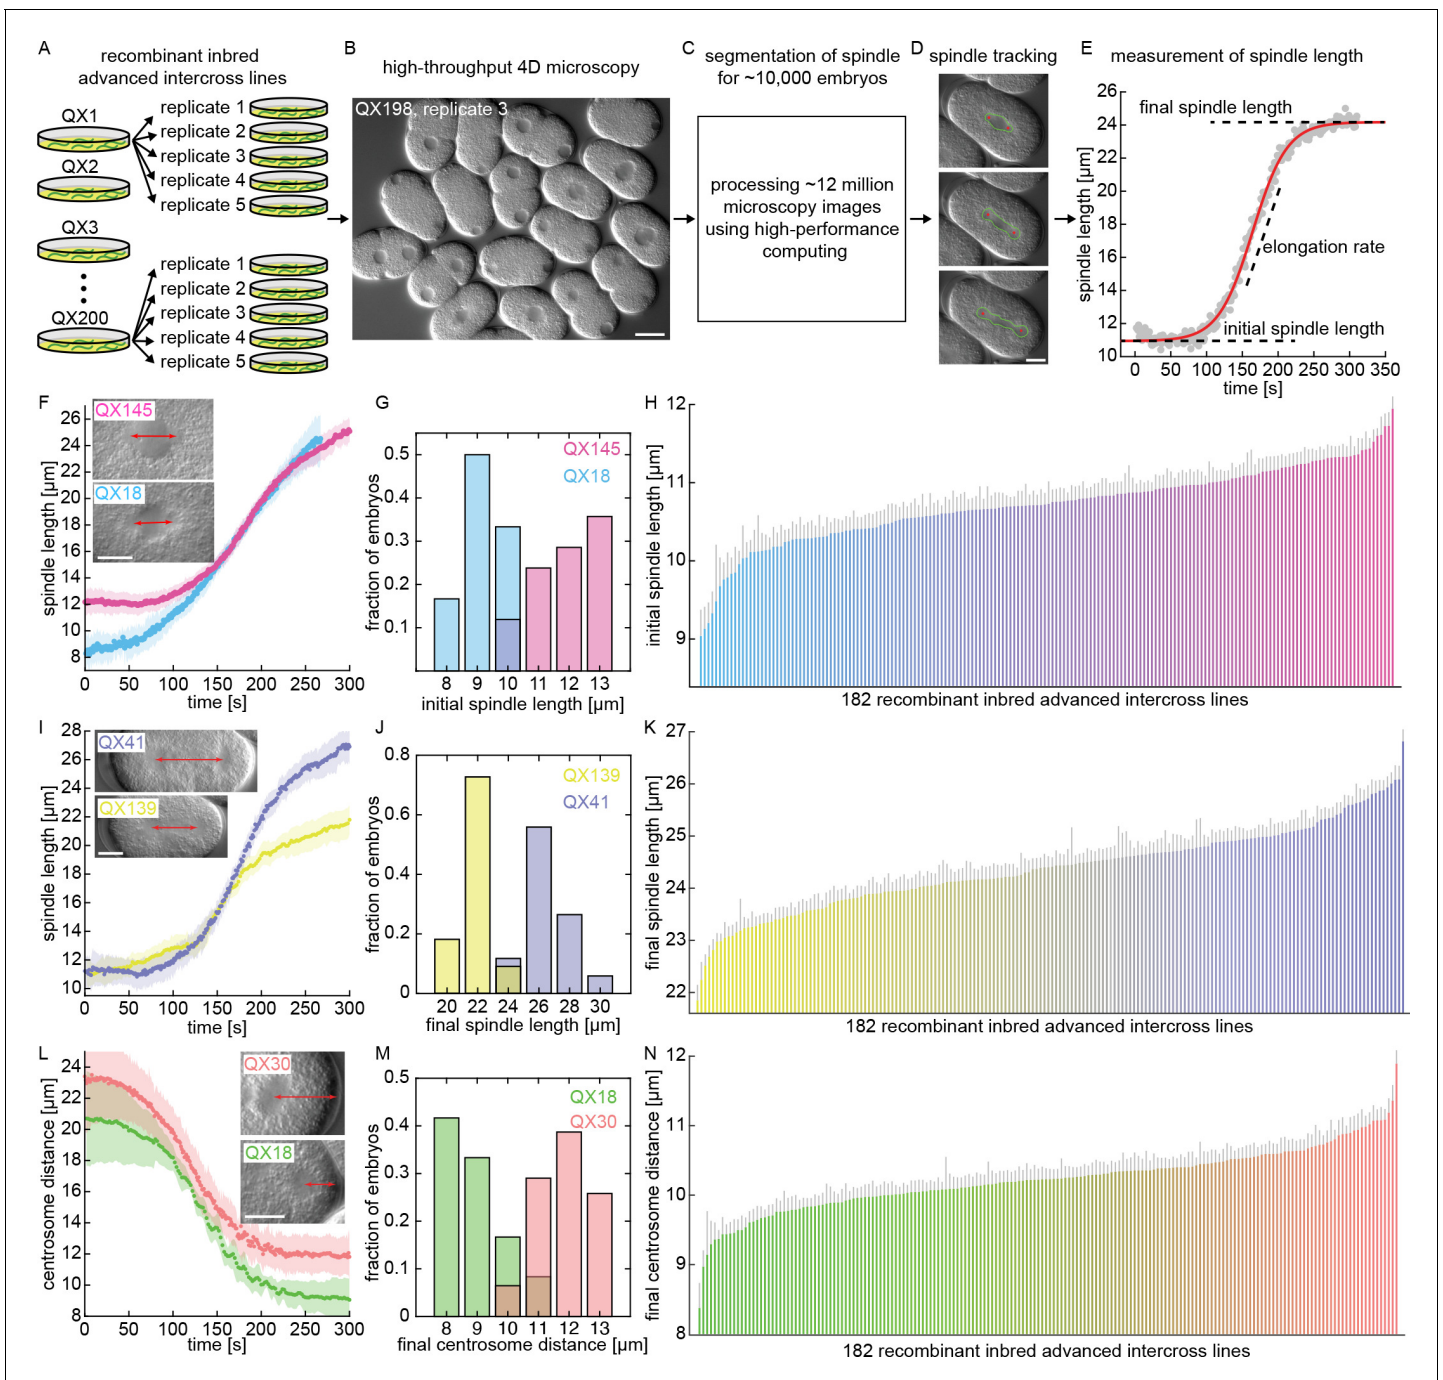 A
recombinant inbred
advanced intercross lines
QX1
QX2
QX3
QX200
replicate 1
replicate 2
replicate 3
replicate 4
replicate 5
replicate 1
replicate 2
replicate 3
replicate 4
replicate 5
B
high-throughput 4D microscopy
QX198, replicate 3
C
segmentation of spindle
for ~10,000 embryos
processing ~12 million
microscopy images
using high-performance
computing
D
spindle tracking
E
measurement of spindle length
spindle length [µm]
26
24
22
20
18
16
14
12
10
final spindle length
elongation rate
initial spindle length
0 50 100 150 200 250 300 350
time [s]
F
spindle length [µm]
26
24
22
20
18
16
14
12
10
8
QX145
QX18
0 50 100 150 200 250 300
time [s]
G
fraction of embryos
0.5
0.4
0.3
0.2
0.1
QX145
QX18
8 9 10 11 12 13
initial spindle length [µm]
H
initial spindle length [µm]
12
11
10
9
182 recombinant inbred advanced intercross lines
I
spindle length [µm]
28
26
24
22
20
18
16
14
12
10
QX41
QX139
0 50 100 150 200 250 300
time [s]
J
fraction of embryos
0.8
0.6
0.4
0.2
0
QX139
QX41
20 22 24 26 28 30
final spindle length [µm]
K
final spindle length [µm]
27
26
25
24
23
22
182 recombinant inbred advanced intercross lines
L
centrosome distance [µm]
24
22
20
18
16
14
12
10
8
QX30
QX18
0 50 100 150 200 250 300
time [s]
M
fraction of embryos
0.5
0.4
0.3
0.2
0.1
0
QX18
QX30
8 9 10 11 12 13
final centrosome distance [µm]
N
final centrosome distance [µm]
12
11
10
9
8
182 recombinant inbred advanced intercross lines